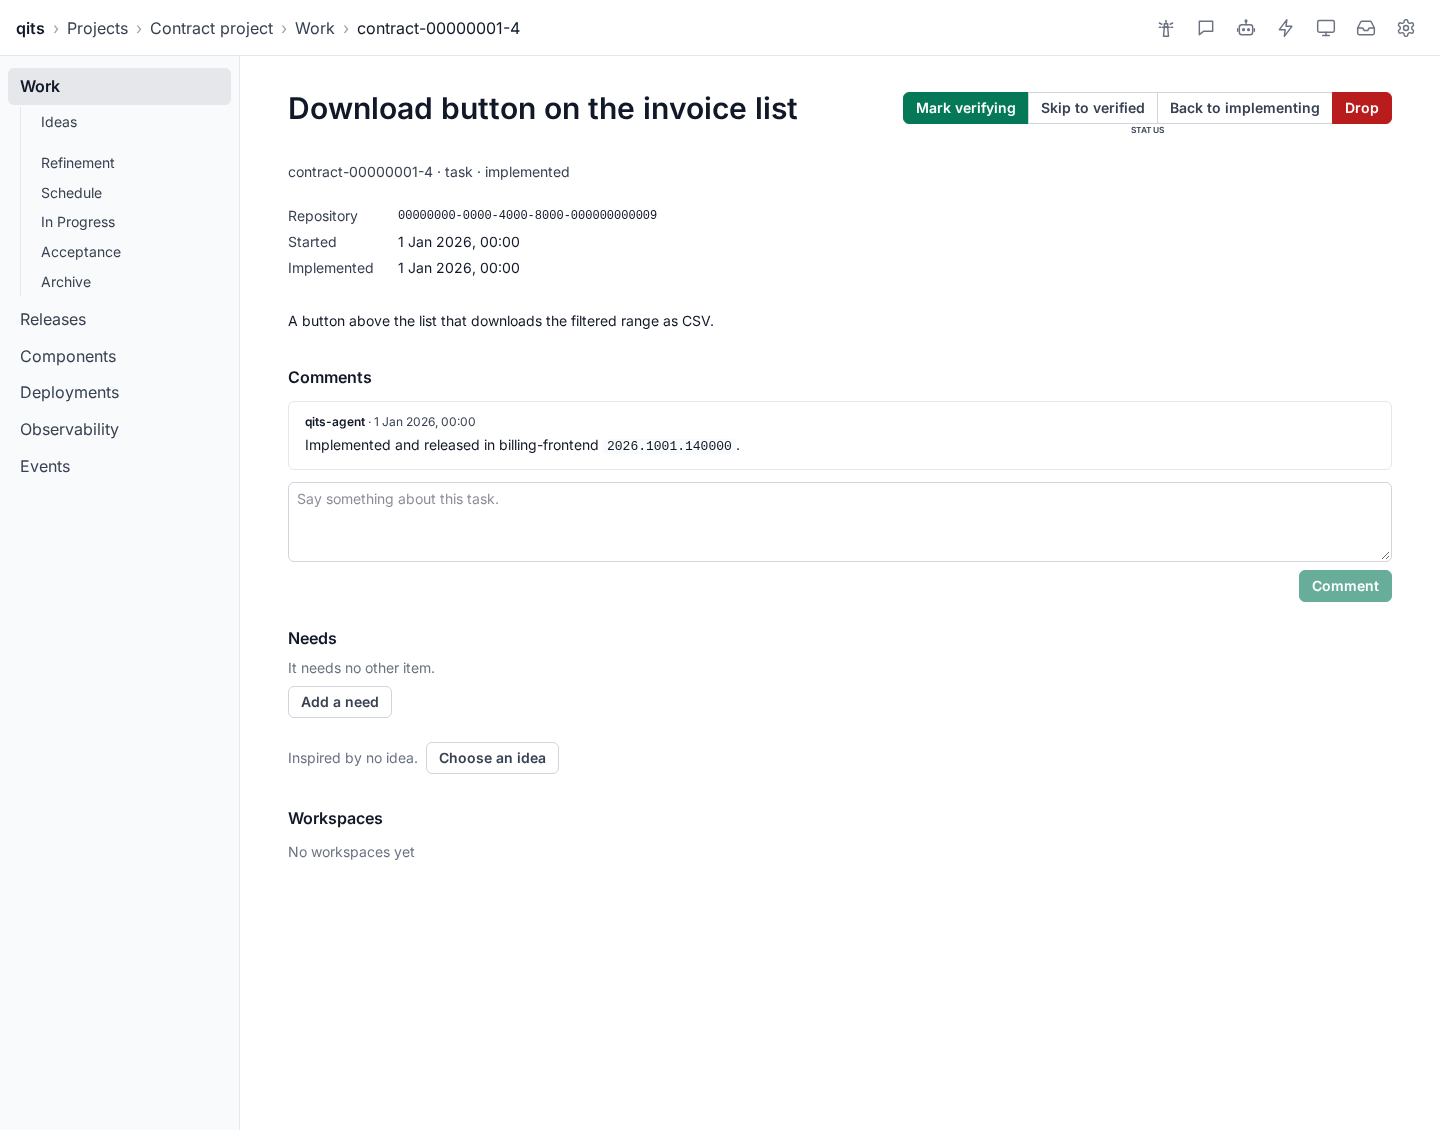 qits › Projects › Contract project › Work › contract-00000001-4
Work
Ideas
Refinement
Schedule
In Progress
Acceptance
Archive
Releases
Components
Deployments
Observability
Events
Download button on the invoice list
Mark verifying
Skip to verified
Back to implementing
Drop
STATUS
contract-00000001-4 · task · implemented
Repository 00000000-0000-4000-8000-000000000009
Started 1 Jan 2026, 00:00
Implemented 1 Jan 2026, 00:00
A button above the list that downloads the filtered range as CSV.
Comments
qits-agent · 1 Jan 2026, 00:00
Implemented and released in billing-frontend 2026.1001.140000.
Say something about this task.
Comment
Needs
It needs no other item.
Add a need
Inspired by no idea. Choose an idea
Workspaces
No workspaces yet